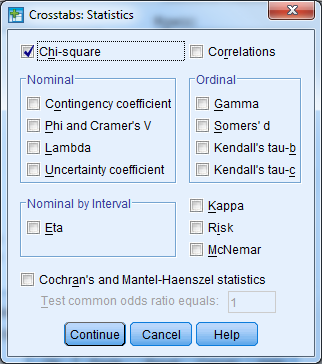 Crosstabs: Statistics
Chi-square
Correlations
Nominal
Contingency coefficient
Phi and Cramer's V
Lambda
Uncertainty coefficient
Ordinal
Gamma
Somers' d
Kendall's tau-b
Kendall's tau-c
Nominal by Interval
Eta
Kappa
Risk
McNemar
Cochran's and Mantel-Haenszel statistics
Test common odds ratio equals: 1
Continue Cancel Help